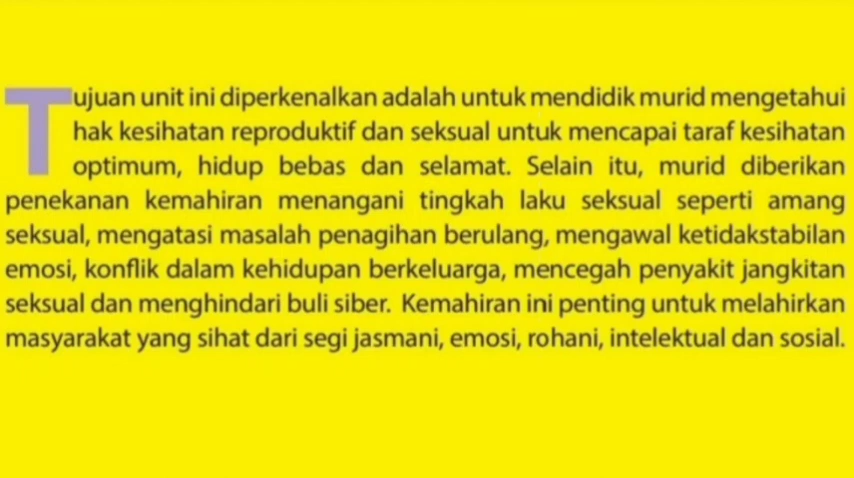 Tujuan unit ini diperkenalkan adalah untuk mendidik murid mengetahui
hak kesihatan reproduktif dan seksual untuk mencapai taraf kesihatan
optimum, hidup bebas dan selamat. Selain itu, murid diberikan
penekanan kemahiran menangani tingkah laku seksual seperti amang
seksual, mengatasi masalah penagihan berulang, mengawal ketidakstabilan
emosi, konflik dalam kehidupan berkeluarga, mencegah penyakit jangkitan
seksual dan menghindari buli siber. Kemahiran ini penting untuk melahirkan
masyarakat yang sihat dari segi jasmani, emosi, rohani, intelektual dan sosial.